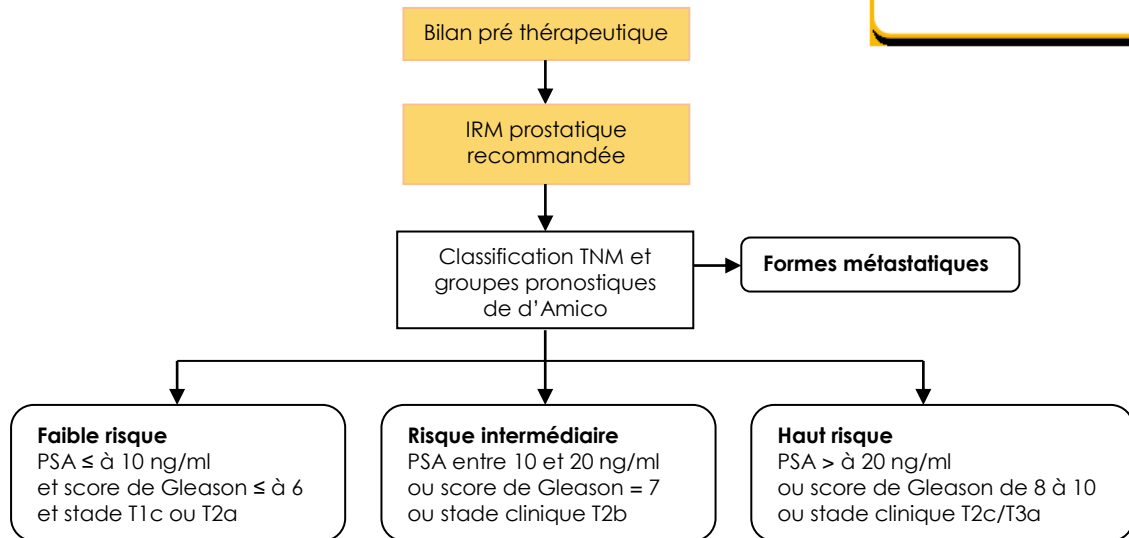 Bilan pré thérapeutique
IRM prostatique
recommandée
Classification TNM et
groupes pronostiques
de d’Amico
Formes métastatiques
Faible risque
PSA ≤ à 10 ng/ml
et score de Gleason ≤ à 6
et stade T1c ou T2a
Risque intermédiaire
PSA entre 10 et 20 ng/ml
ou score de Gleason = 7
ou stade clinique T2b
Haut risque
PSA > à 20 ng/ml
ou score de Gleason de 8 à 10
ou stade clinique T2c/T3a